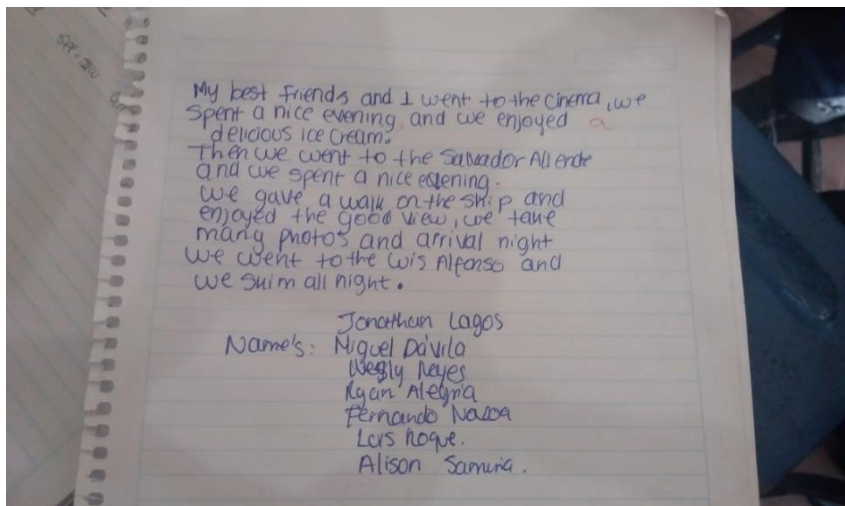 My best friends and I went to the cinema, we
spent a nice evening, and we enjoyed a
delicious ice cream.
Then we went to the Salvador Allende
and we spent a nice evening.
We gave a walk on the ship and
enjoyed the good view, we take
many photos and arrival night
we went to the Luis Alfonso and
we swim all night.
Jonathan Lagos
Name's: Miguel Dávila
Wesly Reyes
Ryan Alegria
Fernando
Luis Roque.
Alison